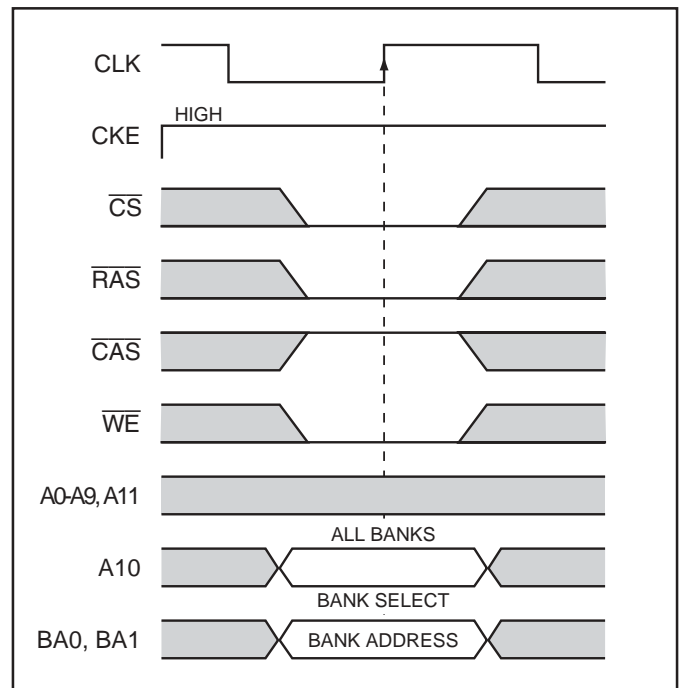 CLK
CKE HIGH
CS
RAS
CAS
WE
A0-A9, A11
ALL BANKS
A10
BANK SELECT
BA0, BA1 BANK ADDRESS